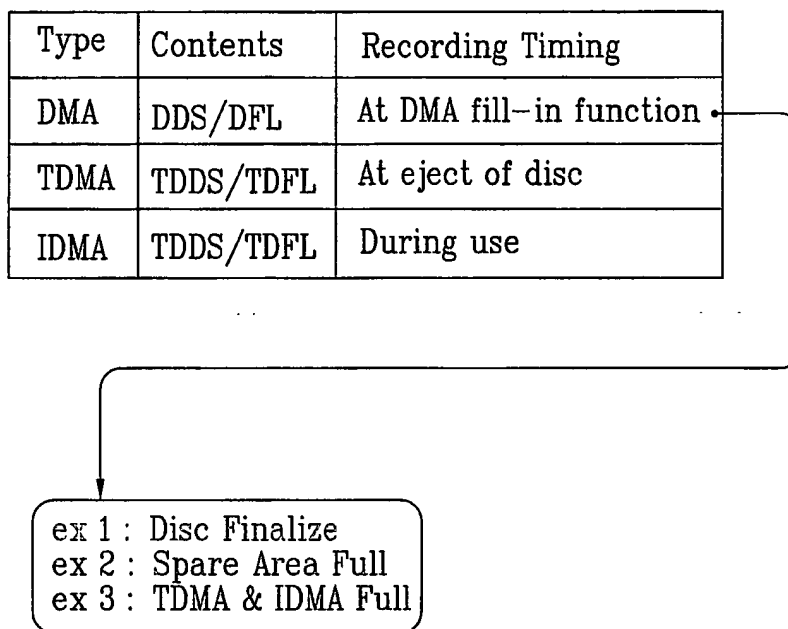 Type Contents Recording Timing
DMA DDS/DFL At DMA fill-in function
TDMA TDDS/TDFL At eject of disc
IDMA TDDS/TDFL During use
ex 1 : Disc Finalize
ex 2 : Spare Area Full
ex 3 : TDMA & IDMA Full